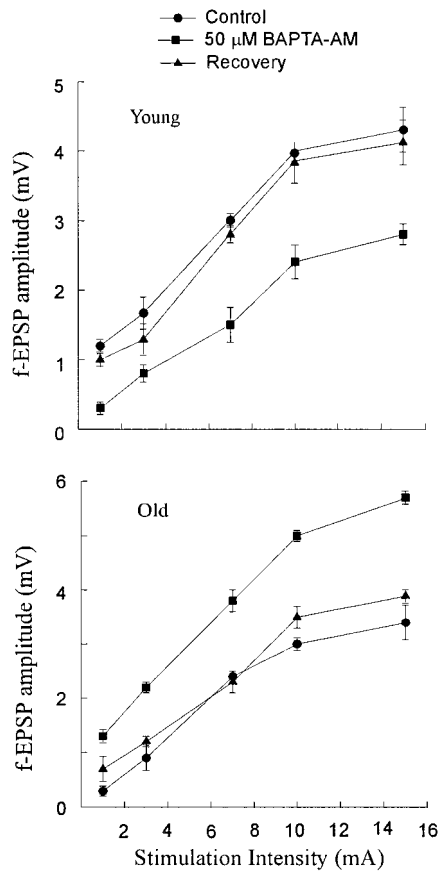 Control
50 µM BAPTA-AM
Recovery
5
Young
4
3
2
1
0
f-EPSP amplitude (mV)
6
Old
4
2
0
f-EPSP amplitude (mV)
2 4 6 8 10 12 14 16
Stimulation Intensity (mA)